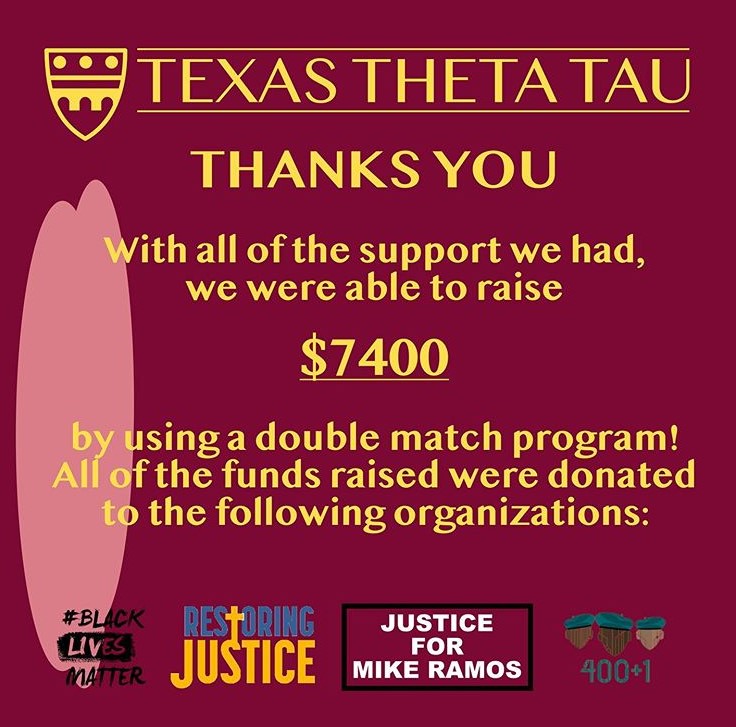 TEXAS THETA TAU
THANKS YOU
With all of the support we had,
we were able to raise
$7400
by using a double match program!
All of the funds raised were donated
to the following organizations:
#BLACK
LIVES
MATTER
RESTORING
JUSTICE
JUSTICE
FOR
MIKE RAMOS
400+1